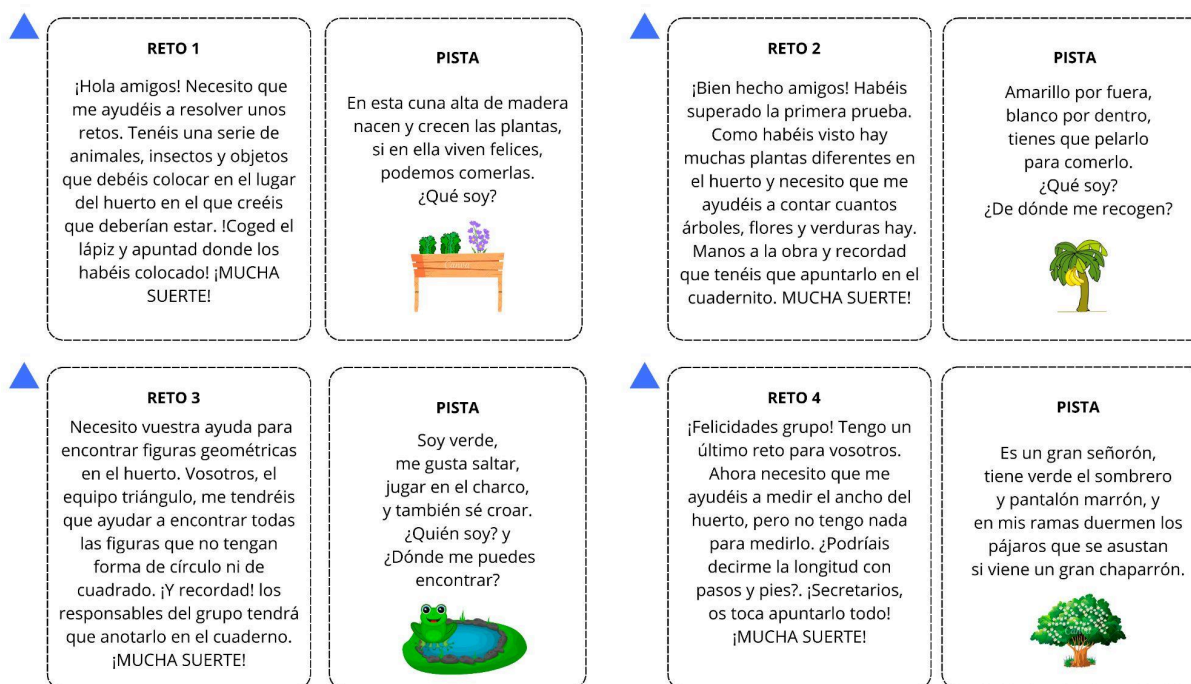 RETO 1
¡Hola amigos! Necesito que
me ayudéis a resolver unos
retos. Tenéis una serie de
animales, insectos y objetos
que debéis colocar en el lugar
del huerto en el que creéis
que deberían estar. !Coged el
lápiz y apuntad donde los
habéis colocado! ¡MUCHA
SUERTE!
PISTA
En esta cuna alta de madera
nacen y crecen las plantas,
si en ella viven felices,
podemos comerlas.
¿Qué soy?
RETO 2
¡Bien hecho amigos! Habéis
superado la primera prueba.
Como habéis visto hay
muchas plantas diferentes en
el huerto y necesito que me
ayudéis a contar cuantos
árboles, flores y verduras hay.
Manos a la obra y recordad
que tenéis que apuntarlo en el
cuadernito. MUCHA SUERTE!
PISTA
Amarillo por fuera,
blanco por dentro,
tienes que pelarlo
para comerlo.
¿Qué soy?
¿De dónde me recogen?
RETO 3
Necesito vuestra ayuda para
encontrar figuras geométricas
en el huerto. Vosotros, el
equipo triángulo, me tendréis
que ayudar a encontrar todas
las figuras que no tengan
forma de círculo ni de
cuadrado. ¡Y recordad! los
responsables del grupo tendrá
que anotarlo en el cuaderno.
¡MUCHA SUERTE!
PISTA
Soy verde,
me gusta saltar,
jugar en el charco,
y también sé croar.
¿Quién soy? y
¿Dónde me puedes
encontrar?
RETO 4
¡Felicidades grupo! Tengo un
último reto para vosotros.
Ahora necesito que me
ayudéis a medir el ancho del
huerto, pero no tengo nada
para medirlo. ¿Podríais
decirme la longitud con
pasos y pies?. ¡Secretarios,
os toca apuntarlo todo!
¡MUCHA SUERTE!
PISTA
Es un gran señorón,
tiene verde el sombrero
y pantalón marrón, y
en mis ramas duermen los
pájaros que se asustan
si viene un gran chaparrón.